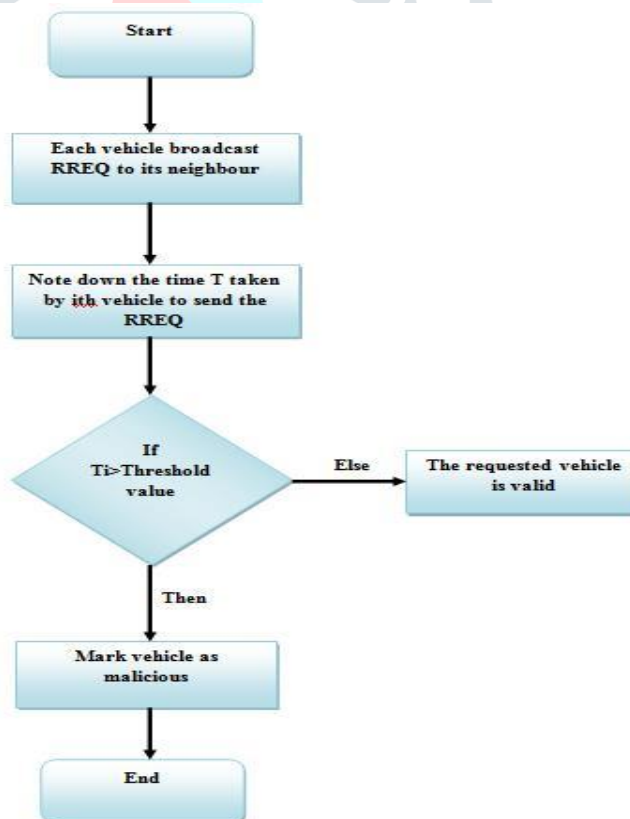 Start
Each vehicle broadcast
RREQ to its neighbour
Note down the time T taken
by ith vehicle to send the
RREQ
If
Ti>Threshold
value
Else
The requested vehicle
is valid
Then
Mark vehicle as
malicious
End